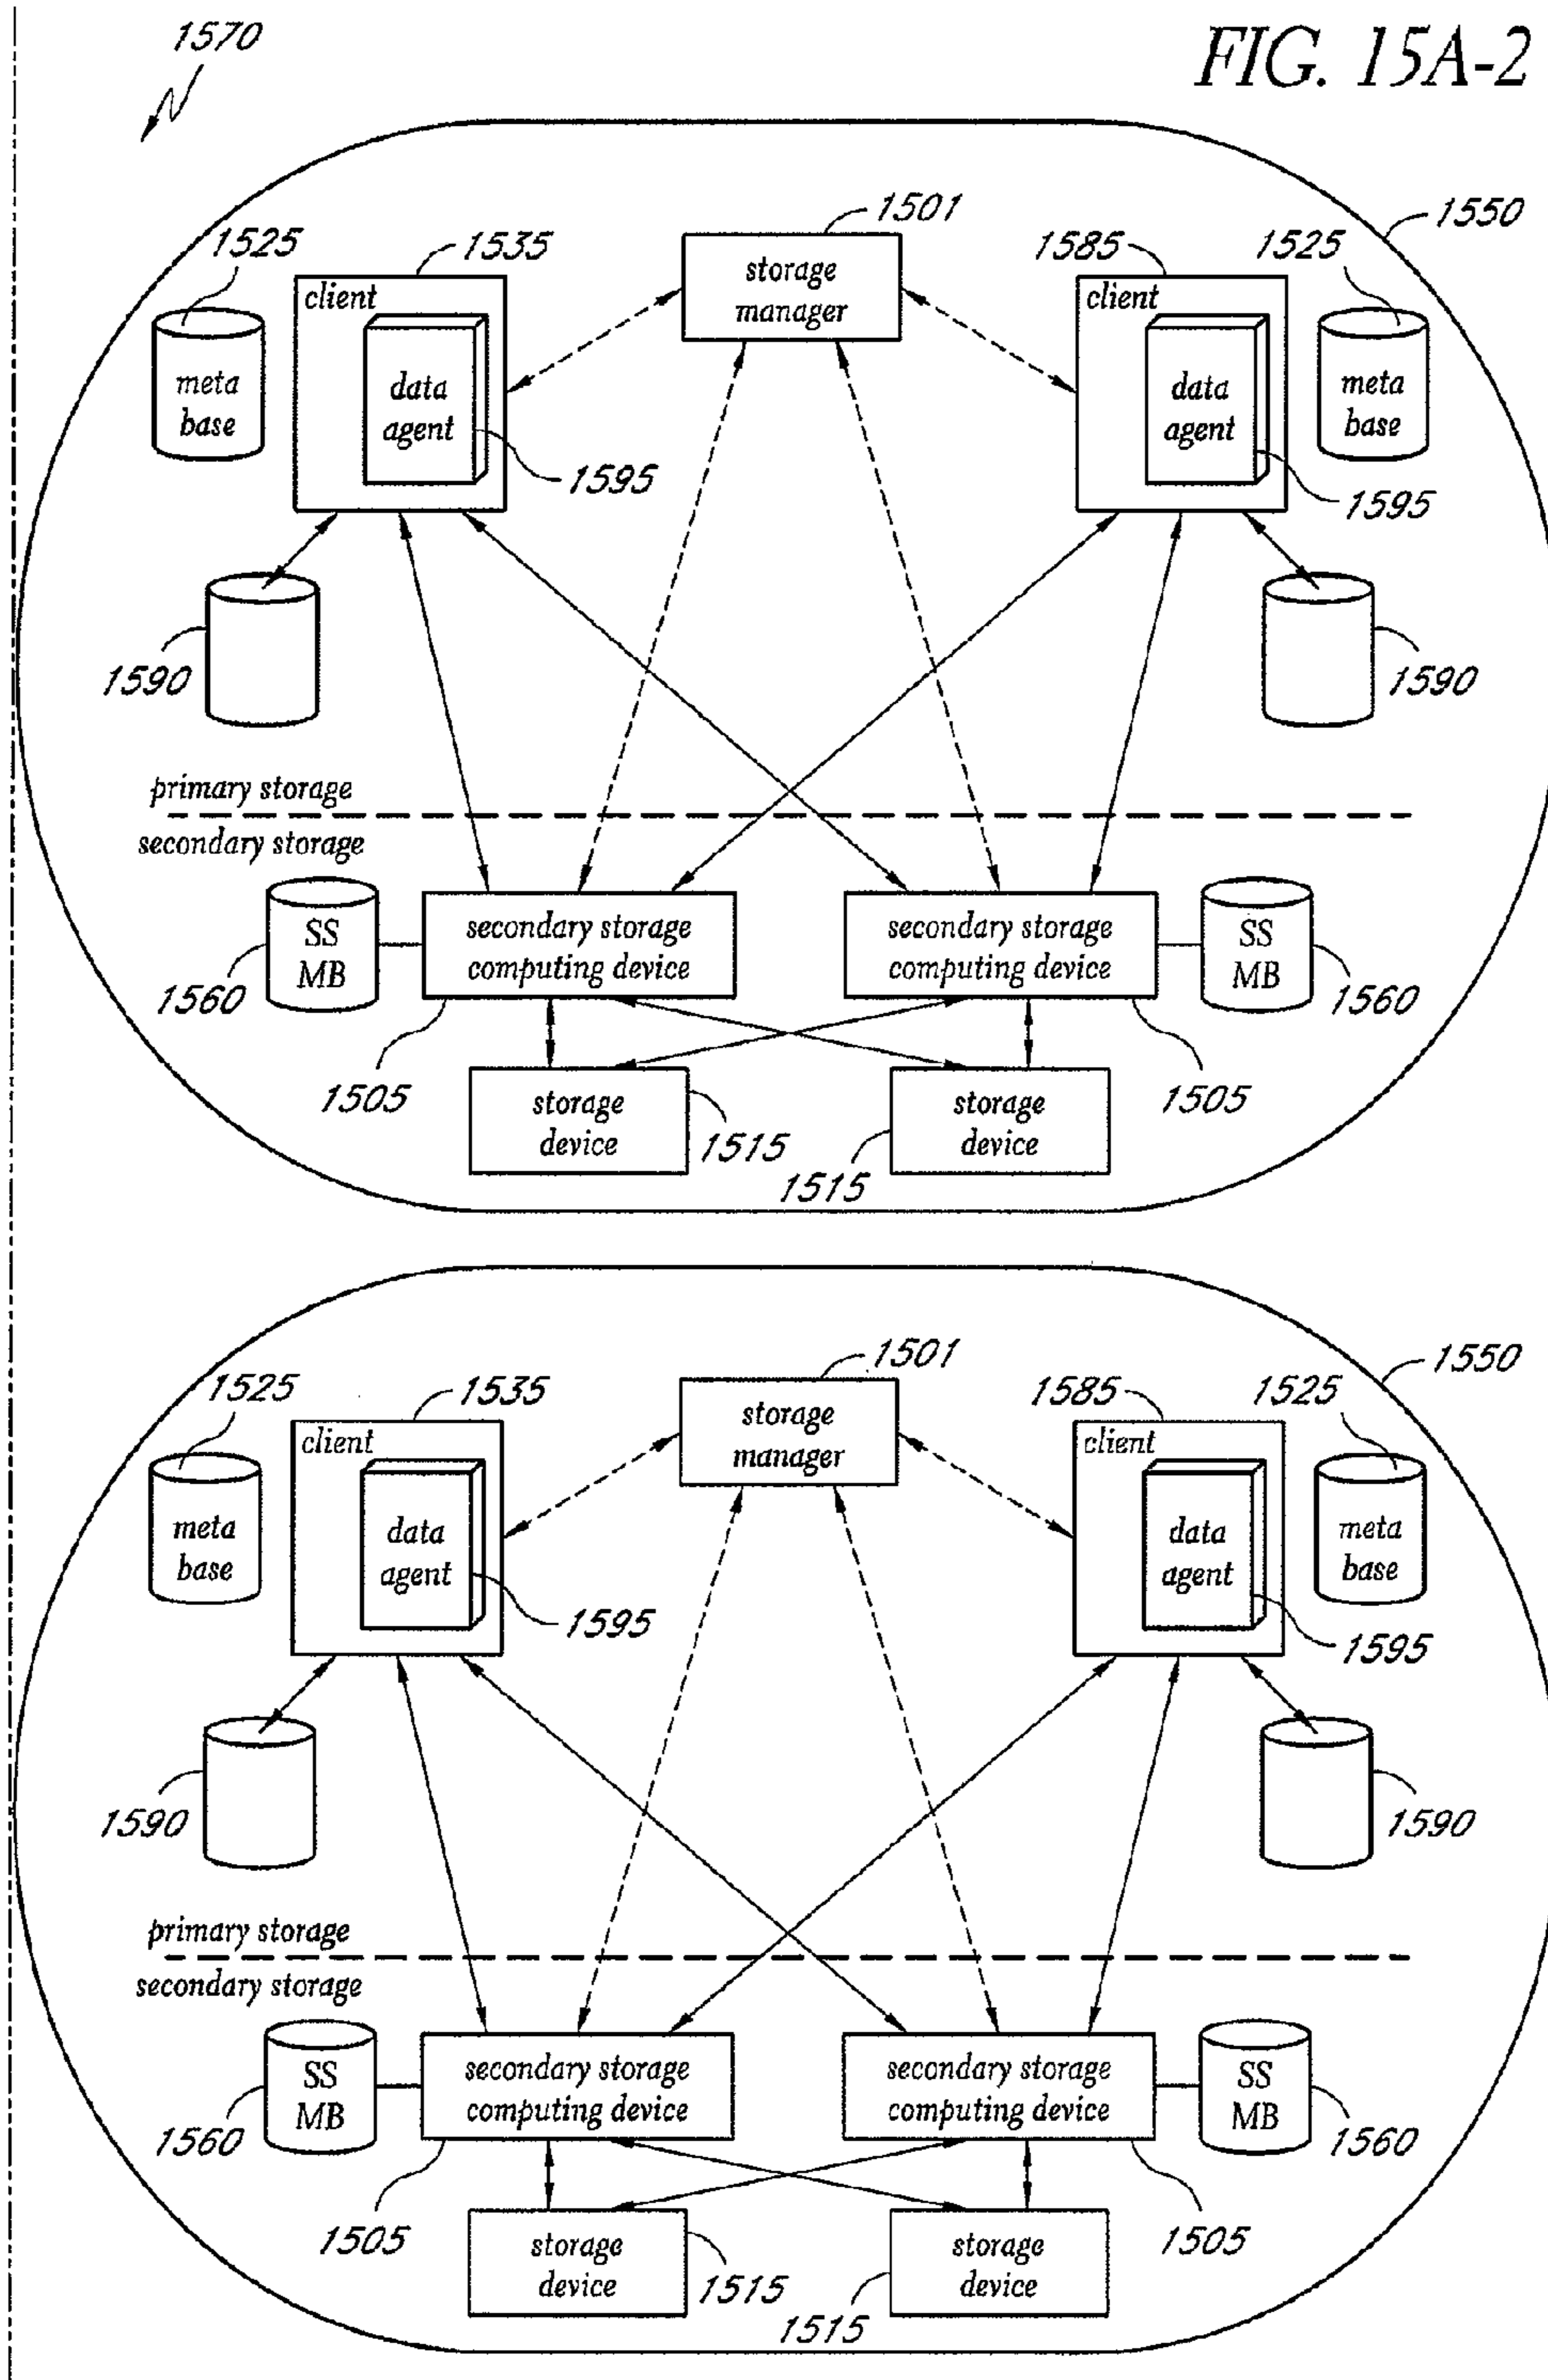 1570
FIG. 15A-2
1501
1550
1525
1535
1585
1525
client
storage
manager
client
meta
base
data
agent
data
agent
meta
base
1595
1595
1590
1590
primary storage
secondary storage
SS
MB
secondary storage
computing device
secondary storage
computing device
SS
MB
1560
1560
1505
storage
device
1515
storage
device
1505
1515
1501
1550
1525
1535
1585
1525
client
storage
manager
client
meta
base
data
agent
data
agent
meta
base
1595
1595
1590
1590
primary storage
secondary storage
SS
MB
secondary storage
computing device
secondary storage
computing device
SS
MB
1560
1560
1505
storage
device
1515
storage
device
1505
1515